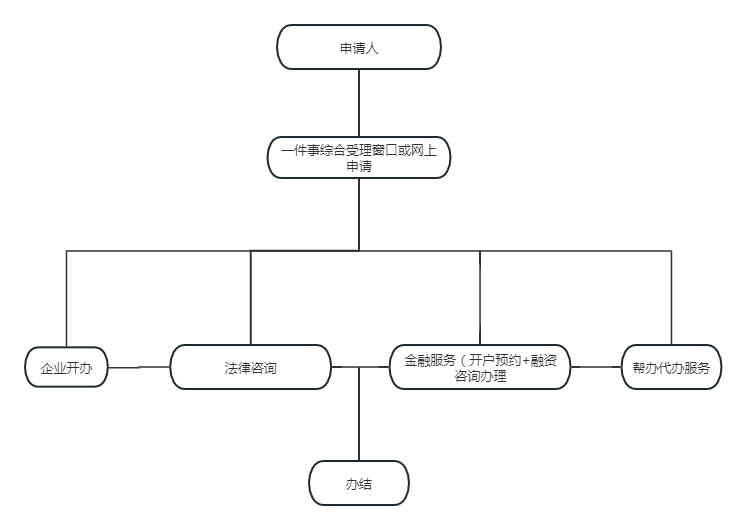 申请人
一件事综合受理窗口或网上
申请
企业开办
法律咨询
金融服务（开户预约+融资
咨询办理
帮办代办服务
办结